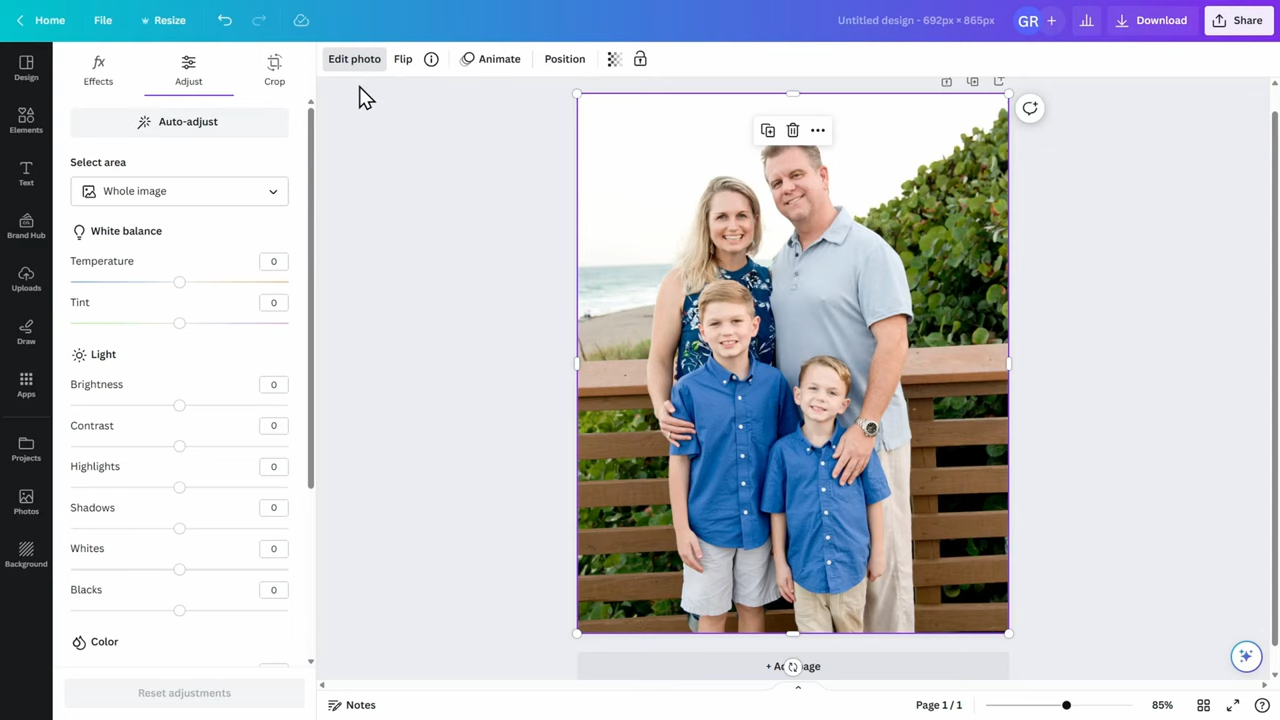 Home File Resize Untitled design - 692px × 865px GR + Download Share
Design
Elements
Text
Brand Hub
Uploads
Draw
Apps
Projects
Photos
Background
Effects Adjust Crop
Auto-adjust
Select area
Whole image
White balance
Temperature 0
Tint 0
Light
Brightness 0
Contrast 0
Highlights 0
Shadows 0
Whites 0
Blacks 0
Color
Reset adjustments
Edit photo Flip Animate Position
Notes Page 1 / 1 85%